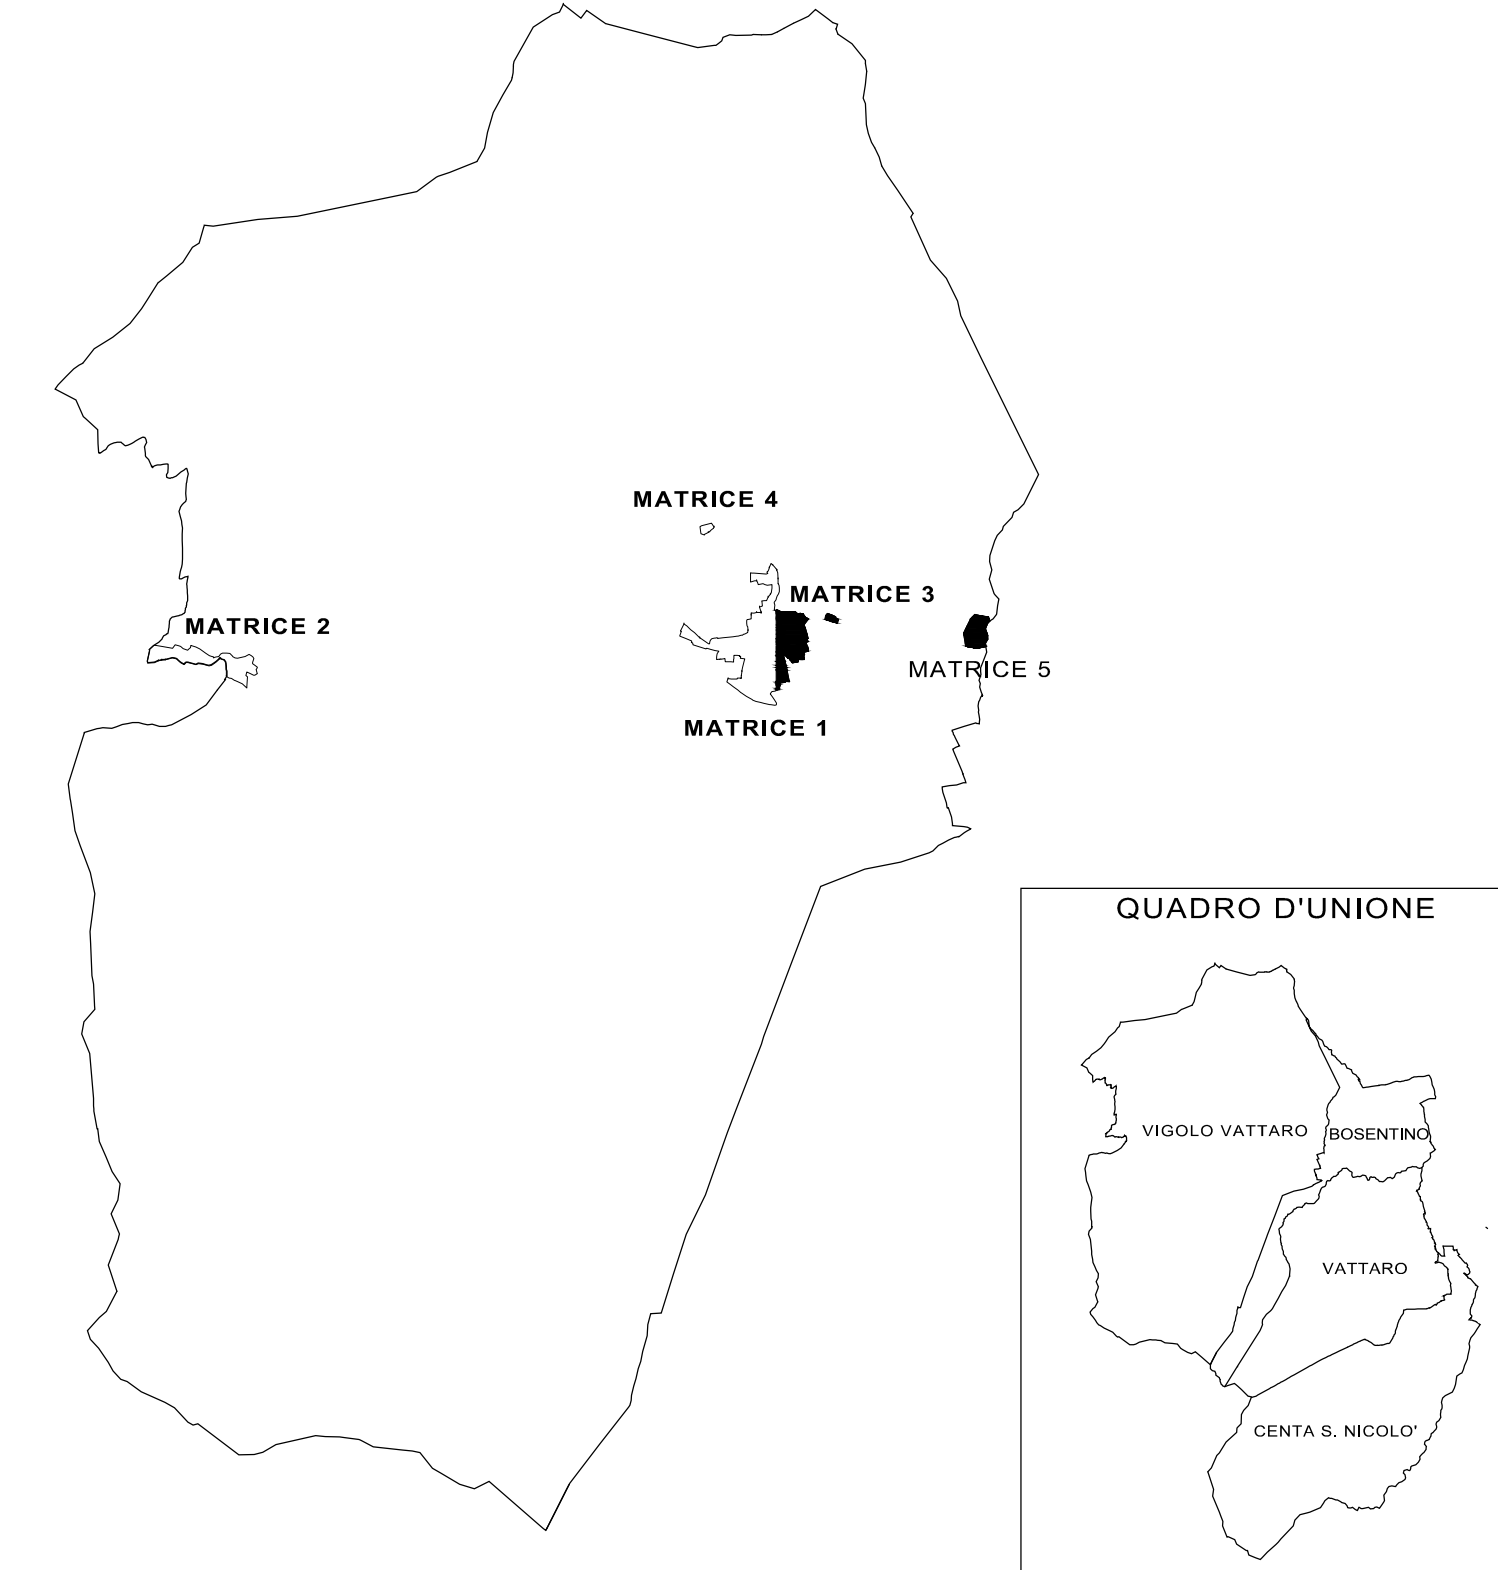 MATRICE 4
MATRICE 3
MATRICE 2
MATRICE 5
MATRICE 1
QUADRO D'UNIONE
VIGOLO VATTARO
BOSENTINO
VATTARO
CENTA S. NICOLO'